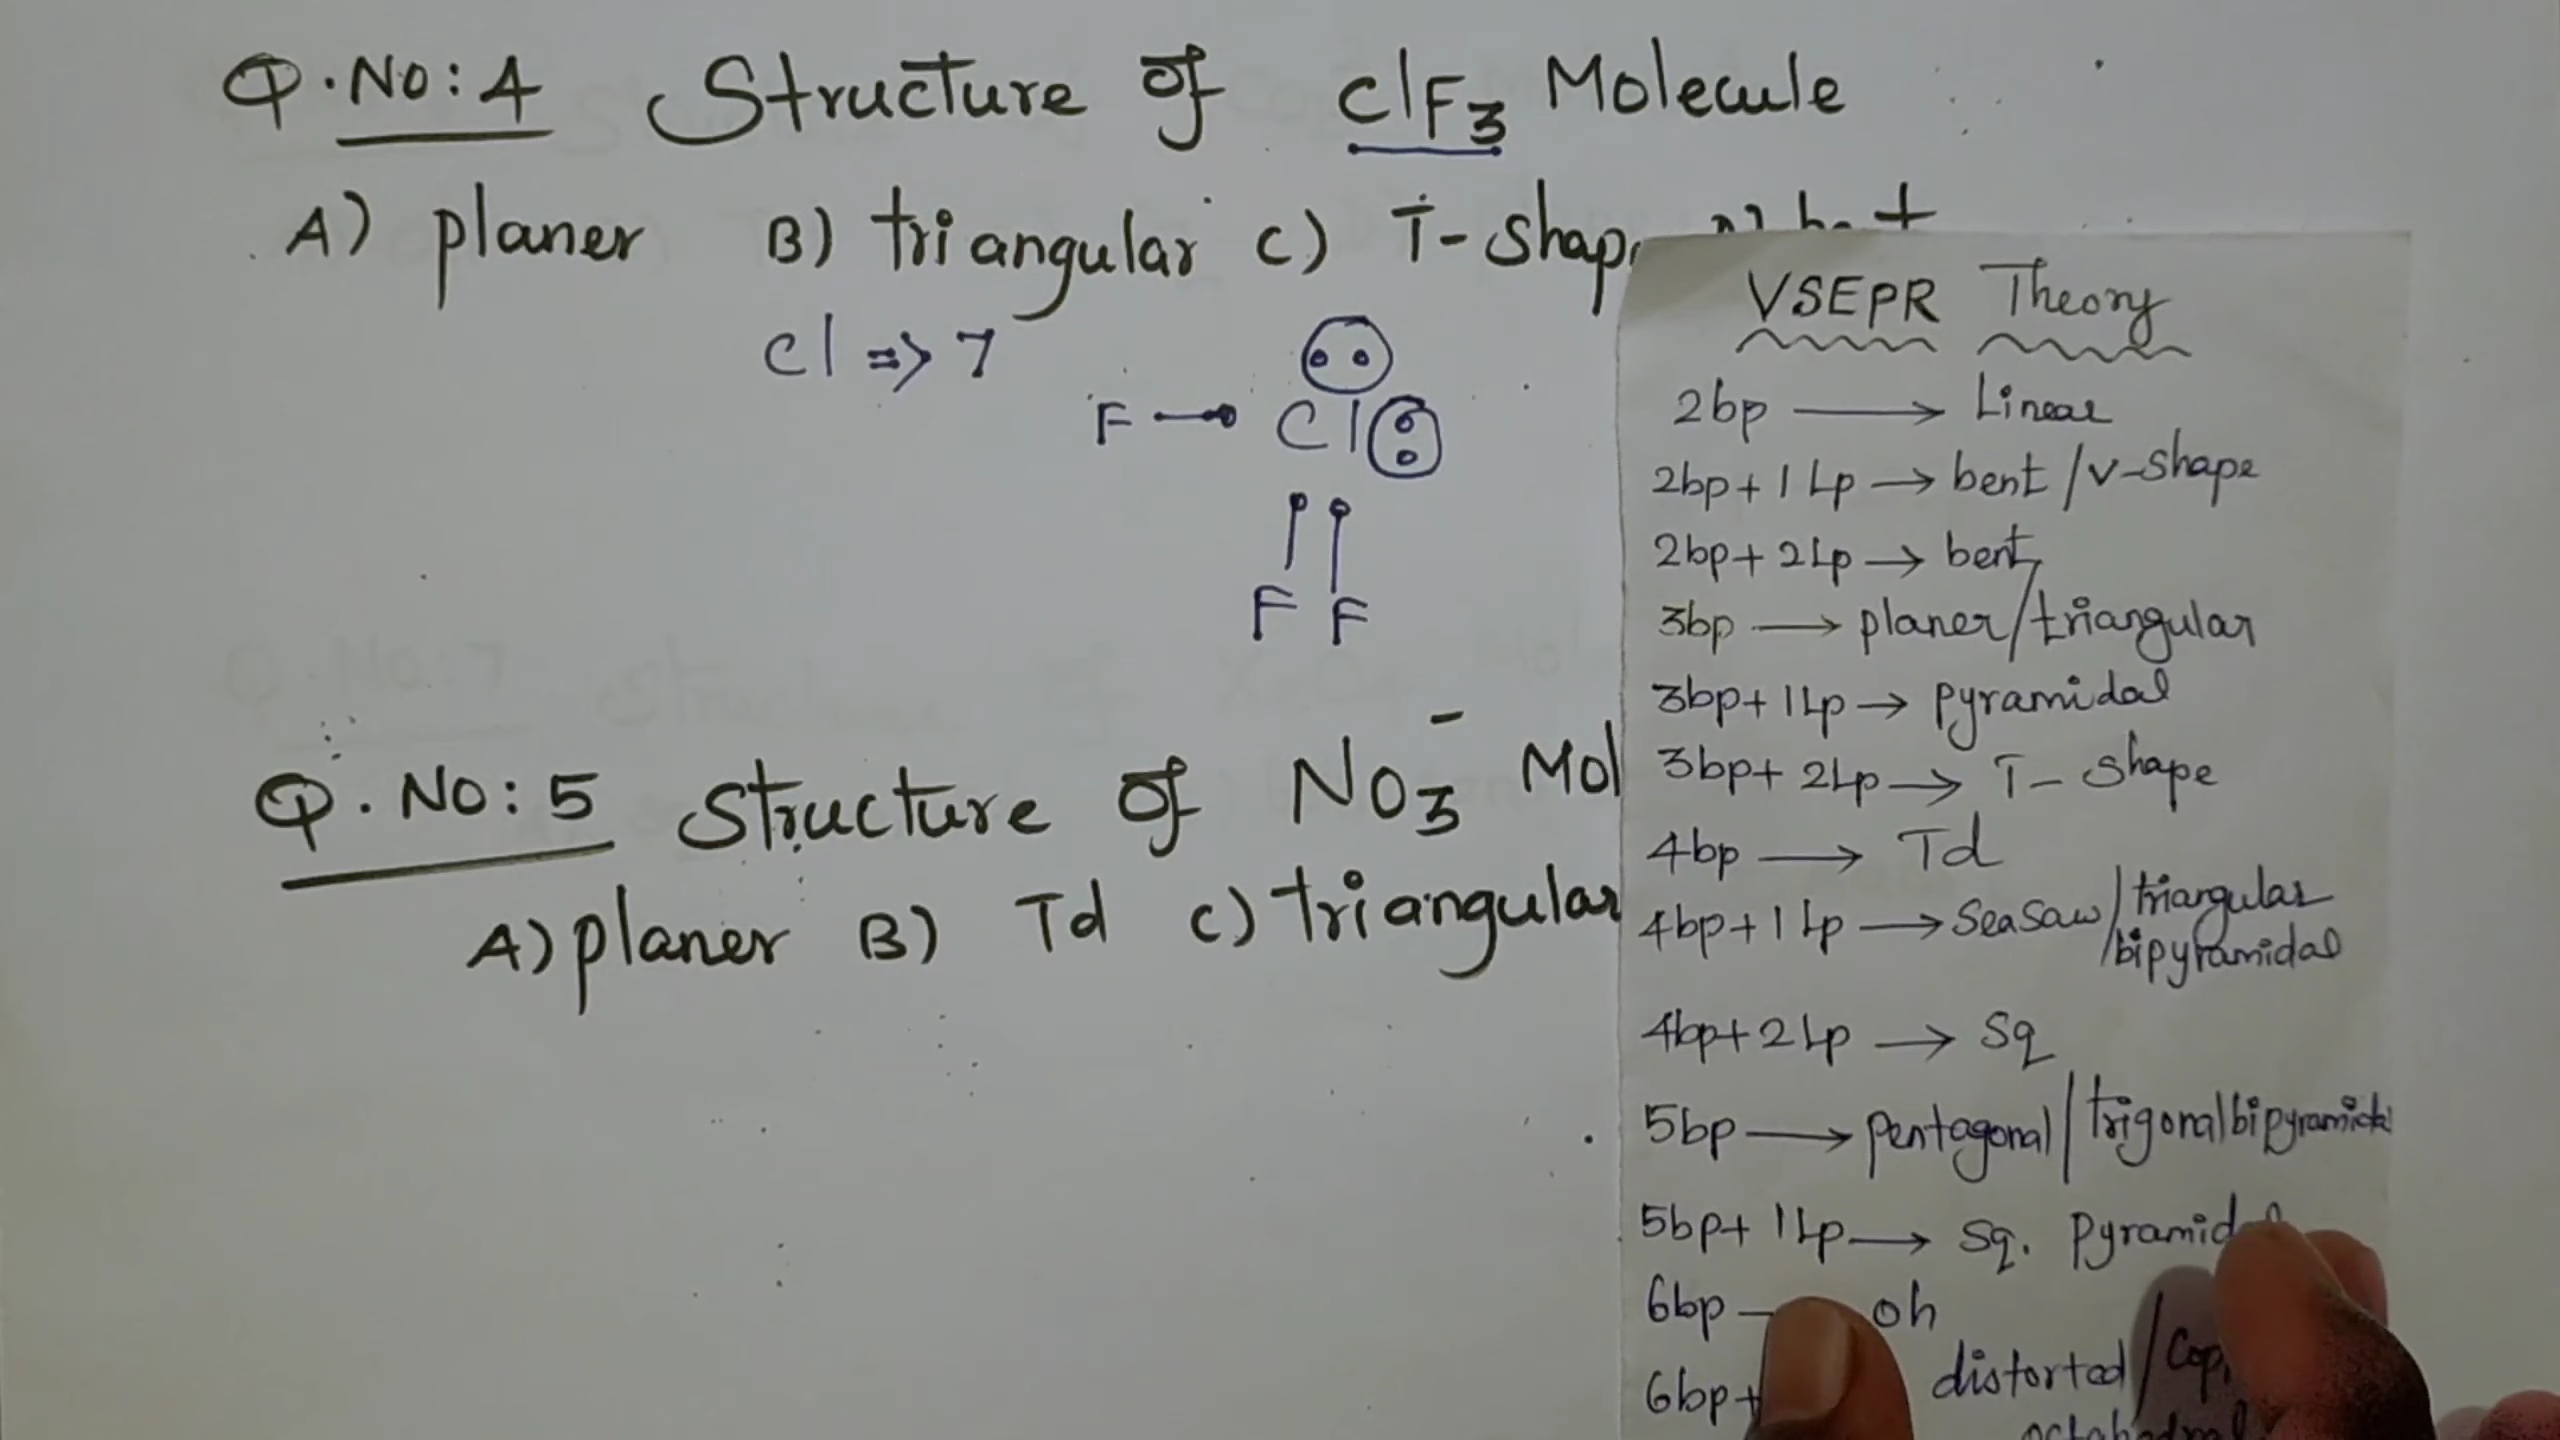 Q.No:4 Structure of ClF3 Molecule
A) planer B) triangular C) T-shap
Cl => 7
F Cl
F F
Q.No:5 Structure of NO3- Mol
A) planer B) Td C) triangular
VSEPR Theory
2bp → Linear
2bp+1Lp → bent/v-shape
2bp+2Lp → bent
3bp → planer/triangular
3bp+1Lp → pyramidal
3bp+2Lp → T-shape
4bp → Td
4bp+1Lp → SeaSaw/triangular bipyramidal
4bp+2Lp → Sq
5bp → Pentagonal/trigonalbipyramid
5bp+1Lp → Sq. Pyramid
6bp – oh
6bp+ distorted/Cap
octahedral